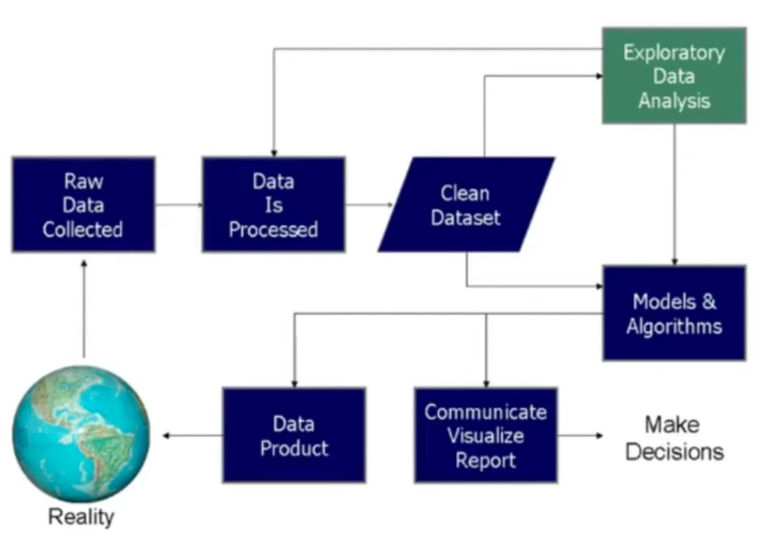 Exploratory
Data
Analysis
Raw
Data
Collected
Data
Is
Processed
Clean
Dataset
Models &
Algorithms
Data
Product
Communicate
Visualize
Report
Make
Decisions
Reality